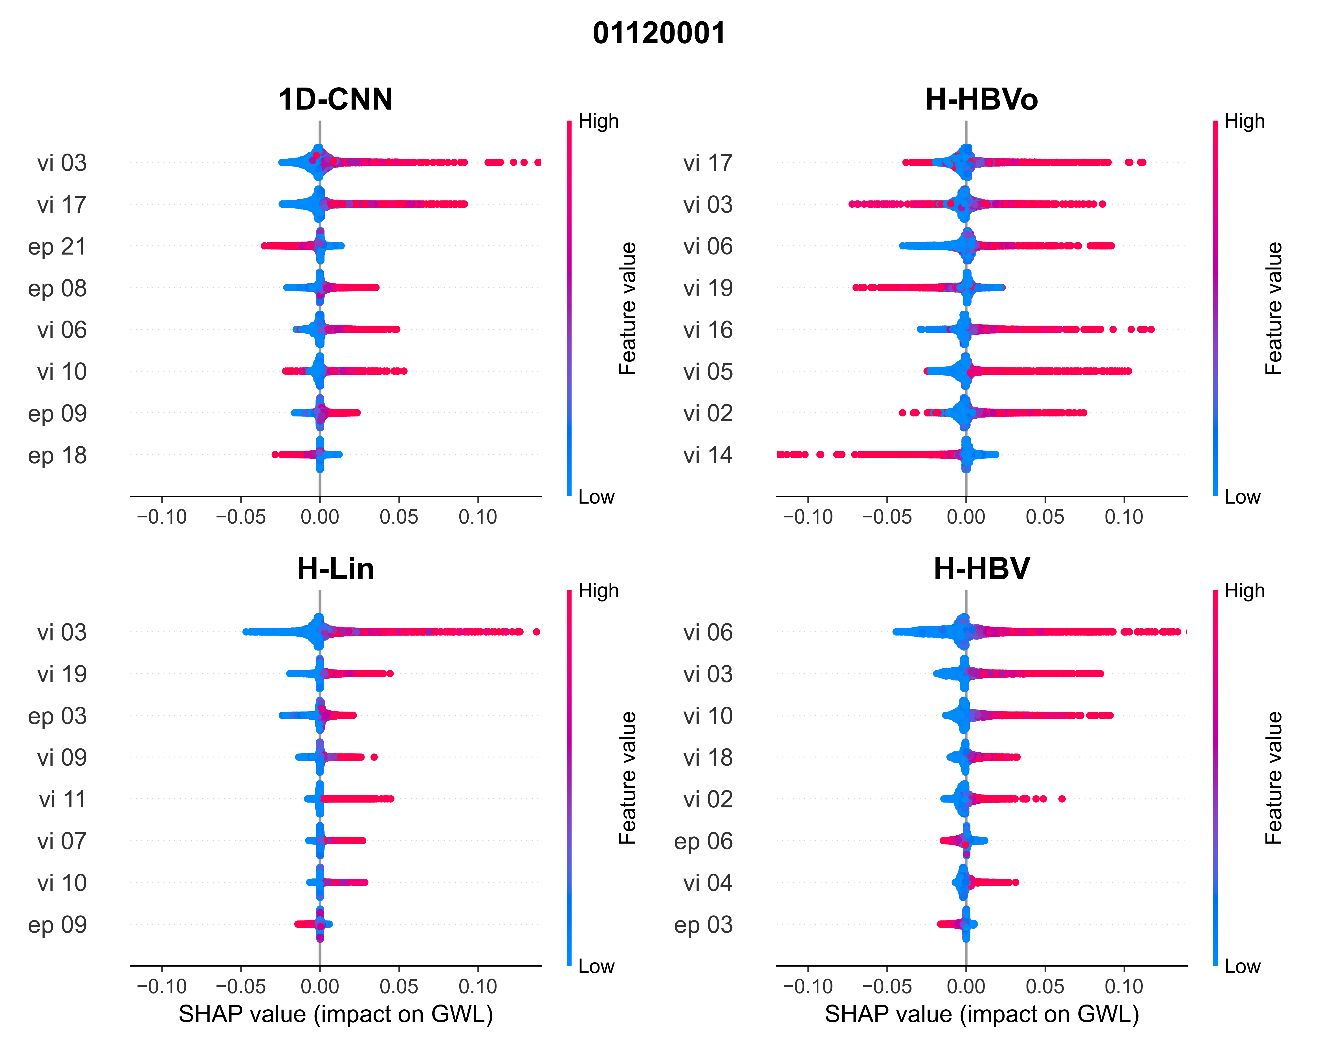 01120001
1D-CNN
vi 03
vi 17
ep 21
ep 08
vi 06
vi 10
ep 09
ep 18
−0.10 −0.05 0.00 0.05 0.10
High
Feature value
Low
H-HBVo
vi 17
vi 03
vi 06
vi 19
vi 16
vi 05
vi 02
vi 14
−0.10 −0.05 0.00 0.05 0.10
High
Feature value
Low
H-Lin
vi 03
vi 19
ep 03
vi 09
vi 11
vi 07
vi 10
ep 09
−0.10 −0.05 0.00 0.05 0.10
SHAP value (impact on GWL)
High
Feature value
Low
H-HBV
vi 06
vi 03
vi 10
vi 18
vi 02
ep 06
vi 04
ep 03
−0.10 −0.05 0.00 0.05 0.10
SHAP value (impact on GWL)
High
Feature value
Low